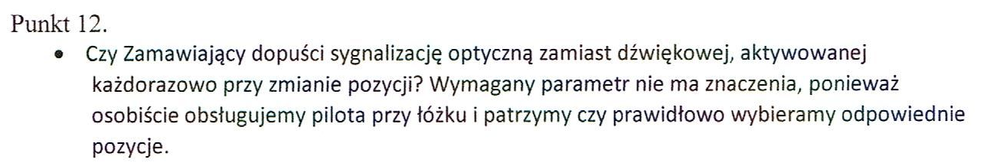 Punkt 12.
• Czy Zamawiający dopuści sygnalizację optyczną zamiast dźwiękowej, aktywowanej
każdorazowo przy zmianie pozycji? Wymagany parametr nie ma znaczenia, ponieważ
osobiście obsługujemy pilota przy łóżku i patrzymy czy prawidłowo wybieramy odpowiednie
pozycje.